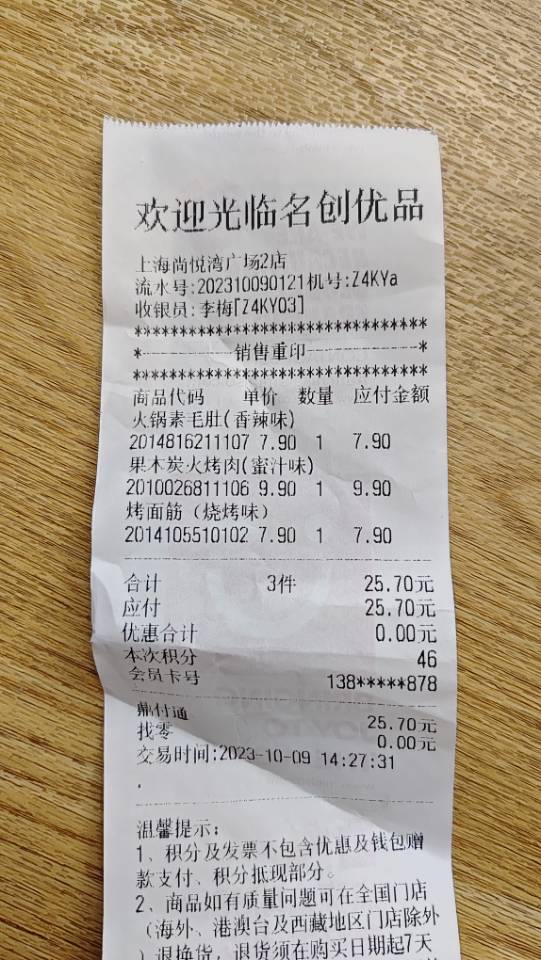 欢迎光临名创优品
上海尚悦湾广场2店
流水号:202310090121机号:Z4KYa
收银员:李梅[Z4KY03]
********************************
*-----------销售重印-------------*
********************************
商品代码 单价 数量 应付金额
火锅素毛肚(香辣味)
2014816211107 7.90 1 7.90
果木炭火烤肉(蜜汁味)
2010026811106 9.90 1 9.90
烤面筋（烧烤味）
2014105510102 7.90 1 7.90
合计 3件 25.70元
应付 25.70元
优惠合计 0.00元
本次积分 46
会员卡号 138*****878
鼎付通 25.70元
找零 0.00元
交易时间:2023-10-09 14:27:31
.
温馨提示:
1、积分及发票不包含优惠及钱包赠
款支付、积分抵现部分。
2、商品如有质量问题可在全国门店
（海外、港澳台及西藏地区门店除外
）退换货，退货须在购买日期起7天